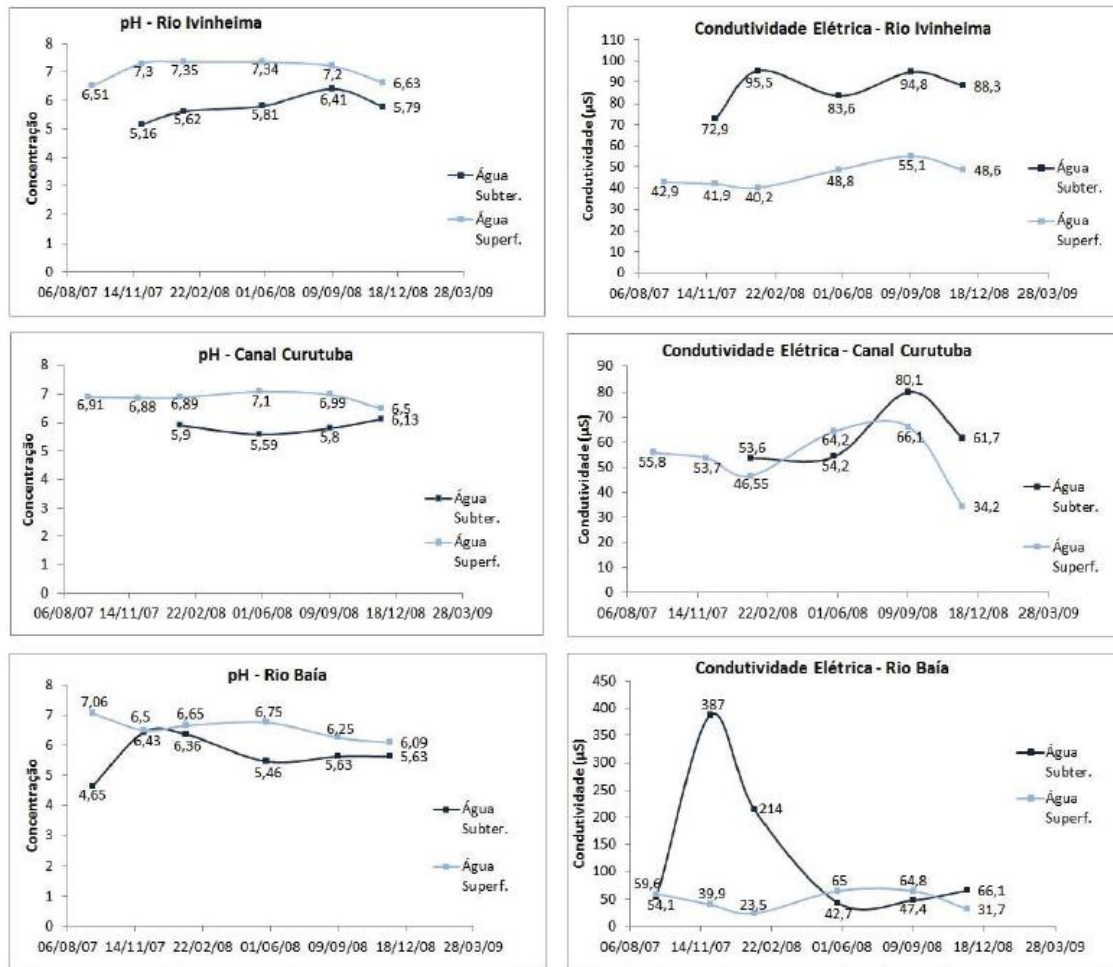 pH - Rio Ivinheima
Concentração
8
7
6
5
4
3
2
1
0
6,51
7,3
7,35
7,34
7,2
6,63
5,16
5,62
5,81
6,41
5,79
Água
Subter.
Água
Superf.
06/08/07 14/11/07 22/02/08 01/06/08 09/09/08 18/12/08 28/03/09
Condutividade Elétrica - Rio Ivinheima
Condutividade (µS)
110
100
90
80
70
60
50
40
30
20
10
0
72,9
95,5
83,6
94,8
88,3
42,9
41,9
40,2
48,8
55,1
48,6
Água
Subter.
Água
Superf.
06/08/07 14/11/07 22/02/08 01/06/08 09/09/08 18/12/08 28/03/09
pH - Canal Curutuba
Concentração
8
7
6
5
4
3
2
1
0
6,91
6,88
6,89
7,1
6,99
6,5
5,9
5,59
5,8
6,13
Água
Subter.
Água
Superf.
06/08/07 14/11/07 22/02/08 01/06/08 09/09/08 18/12/08 28/03/09
Condutividade Elétrica - Canal Curutuba
Condutividade (µS)
90
80
70
60
50
40
30
20
10
0
55,8
53,7
46,55
64,2
66,1
34,2
53,6
54,2
80,1
61,7
Água
Subter.
Água
Superf.
06/08/07 14/11/07 22/02/08 01/06/08 09/09/08 18/12/08 28/03/09
pH - Rio Baía
Concentração
8
7
6
5
4
3
2
1
0
7,06
6,5
6,65
6,75
6,25
6,09
4,65
6,43
6,36
5,46
5,63
5,63
Água
Subter.
Água
Superf.
06/08/07 14/11/07 22/02/08 01/06/08 09/09/08 18/12/08 28/03/09
Condutividade Elétrica - Rio Baía
Condutividade (µS)
450
400
350
300
250
200
150
100
50
0
387
214
59,6
54,1
39,9
23,5
65
42,7
64,8
47,4
66,1
31,7
Água
Subter.
Água
Superf.
06/08/07 14/11/07 22/02/08 01/06/08 09/09/08 18/12/08 28/03/09